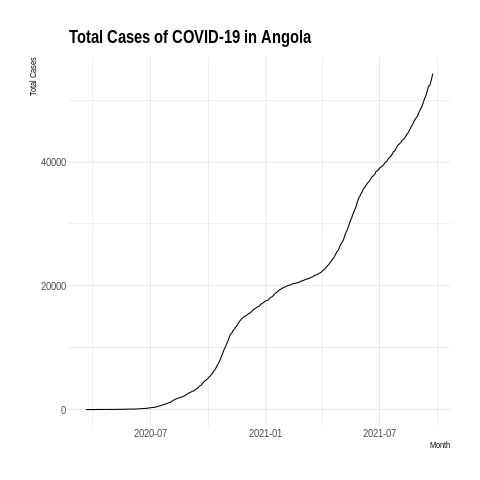 Total Cases of COVID-19 in Angola
Total Cases
40000
20000
0
2020-07
2021-01
2021-07
Month